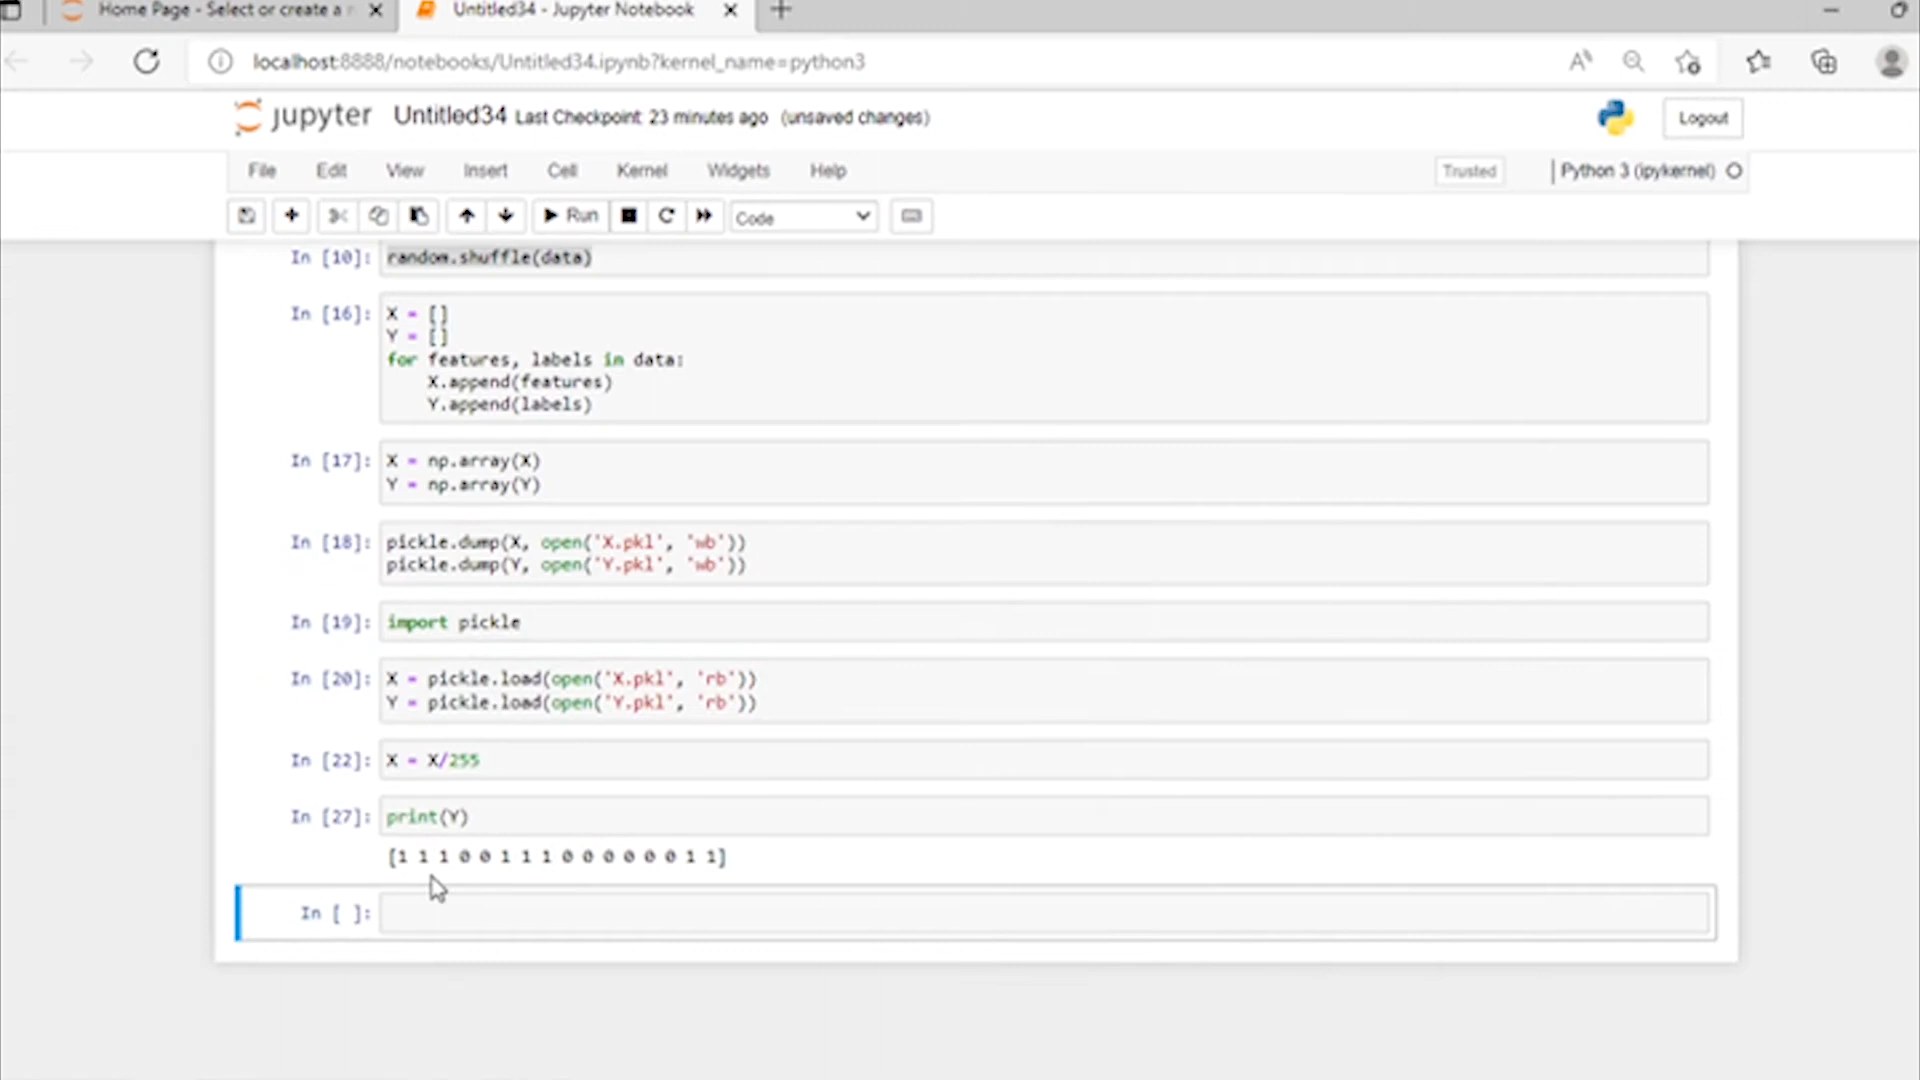 Home Page - Select or create a
Untitled34 - Jupyter Notebook
localhost:8888/notebooks/Untitled34.ipynb?kernel_name=python3
jupyter Untitled34 Last Checkpoint: 23 minutes ago (unsaved changes)
Logout
File Edit View Insert Cell Kernel Widgets Help
Trusted
Python 3 (ipykernel)
Run
Code
In [10]: random.shuffle(data)
In [16]: X = []
Y = []
for features, labels in data:
X.append(features)
Y.append(labels)
In [17]: X = np.array(X)
Y = np.array(Y)
In [18]: pickle.dump(X, open('X.pkl', 'wb'))
pickle.dump(Y, open('Y.pkl', 'wb'))
In [19]: import pickle
In [20]: X = pickle.load(open('X.pkl', 'rb'))
Y = pickle.load(open('Y.pkl', 'rb'))
In [22]: X = X/255
In [27]: print(Y)
[1 1 1 0 0 1 1 1 0 0 0 0 0 0 1 1]
In [ ]: